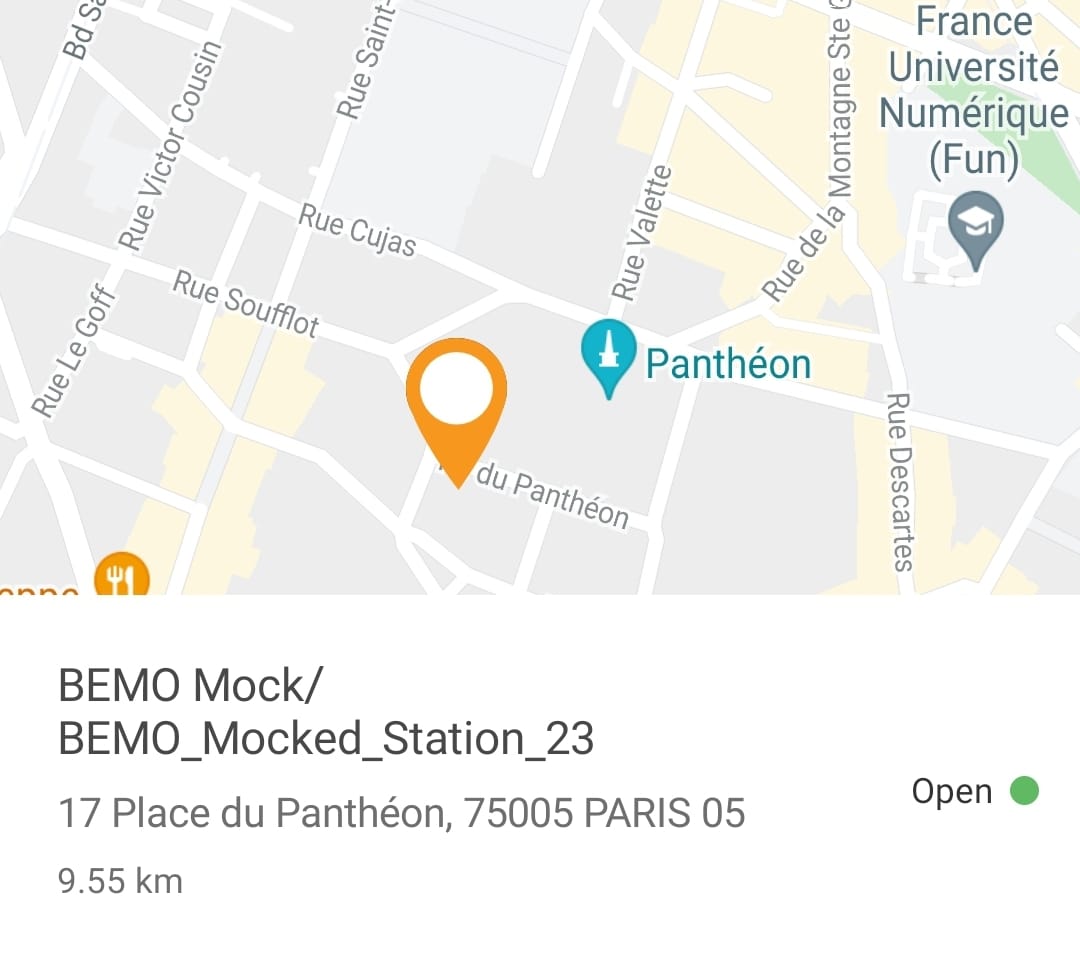 Bd S
Rue Victor Cousin
Rue Saint-
Rue de la Montagne Ste G
France
Université
Numérique
(Fun)
Rue Cujas
Rue Valette
Rue Soufflot
Rue Le Goff
Panthéon
Rue Descartes
du Panthéon
BEMO Mock/
BEMO_Mocked_Station_23
17 Place du Panthéon, 75005 PARIS 05
Open
9.55 km